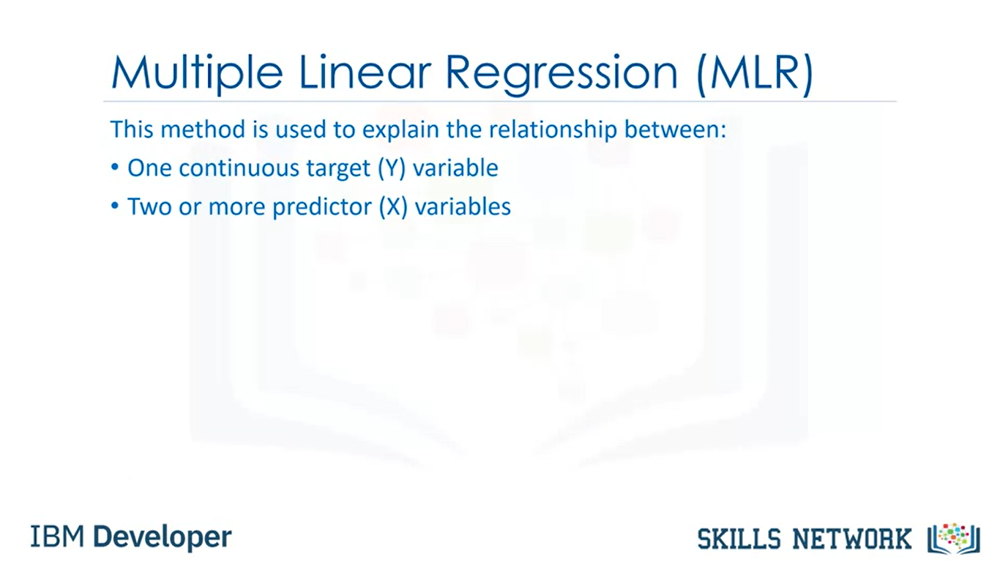 Multiple Linear Regression (MLR)
This method is used to explain the relationship between:
• One continuous target (Y) variable
• Two or more predictor (X) variables
IBM Developer
SKILLS NETWORK